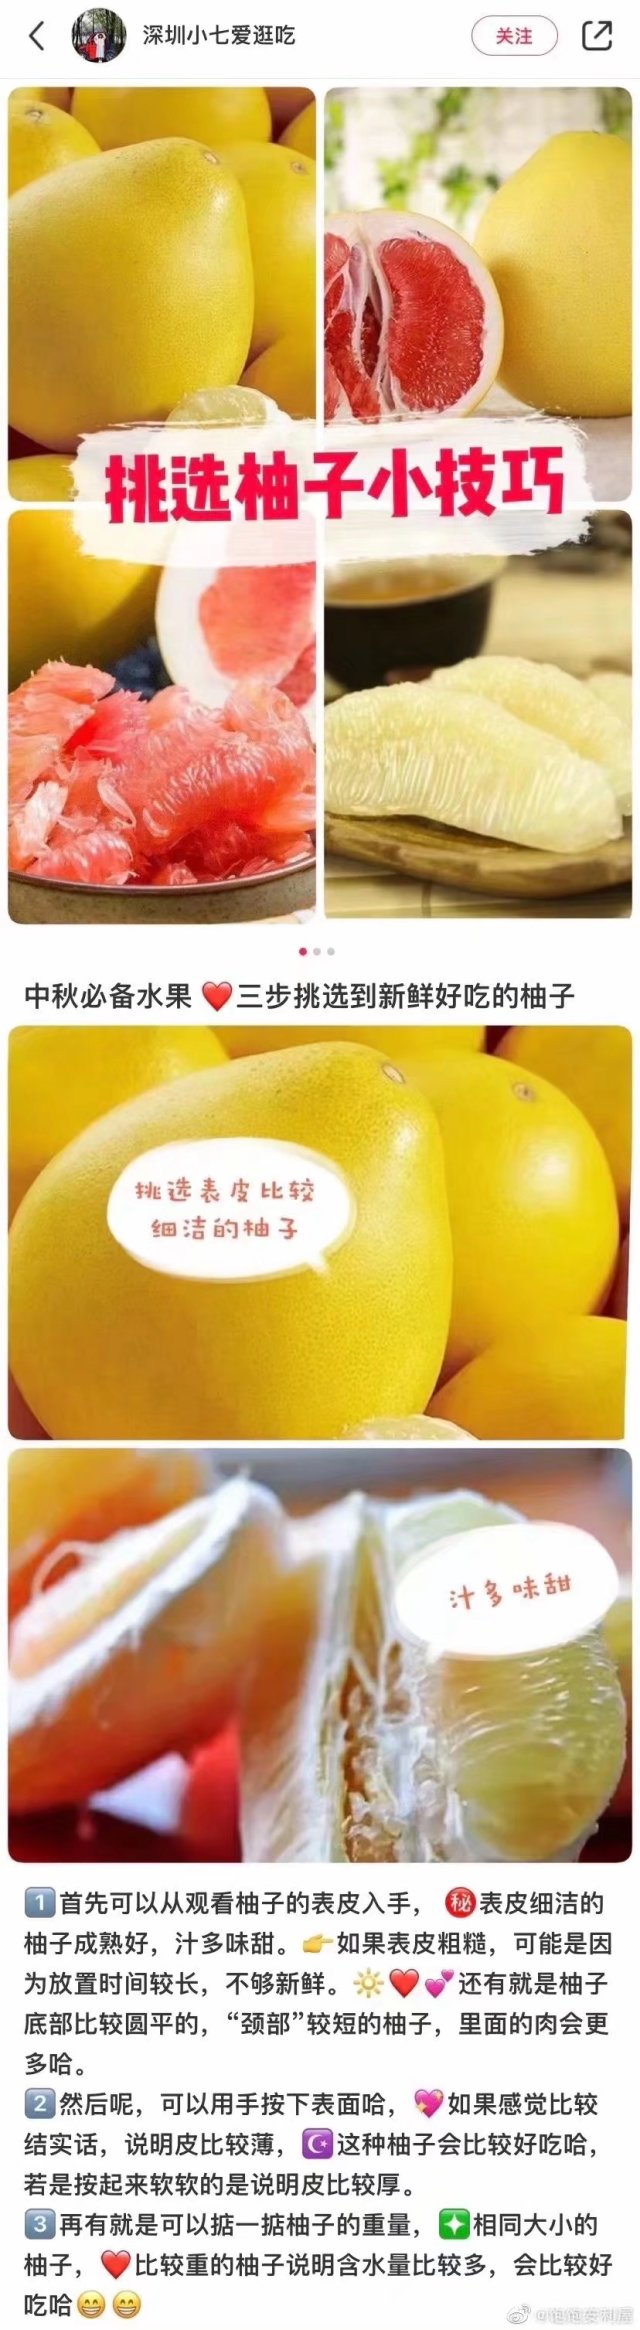 深圳小七爱逛吃
关注
挑选柚子小技巧
中秋必备水果 ❤️三步挑选到新鲜好吃的柚子
挑选表皮比较
细洁的柚子
汁多味甜
1️⃣首先可以从观看柚子的表皮入手，㊙️表皮细洁的
柚子成熟好，汁多味甜。👉如果表皮粗糙，可能是因
为放置时间较长，不够新鲜。🔆❤️💕还有就是柚子
底部比较圆平的，“颈部”较短的柚子，里面的肉会更
多哈。
2️⃣然后呢，可以用手按下表面哈，💖如果感觉比较
结实话，说明皮比较薄，☪️这种柚子会比较好吃哈，
若是按起来软软的是说明皮比较厚。
3️⃣再有就是可以掂一掂柚子的重量，❇️相同大小的
柚子，❤️比较重的柚子说明含水量比较多，会比较好
吃哈😁😁